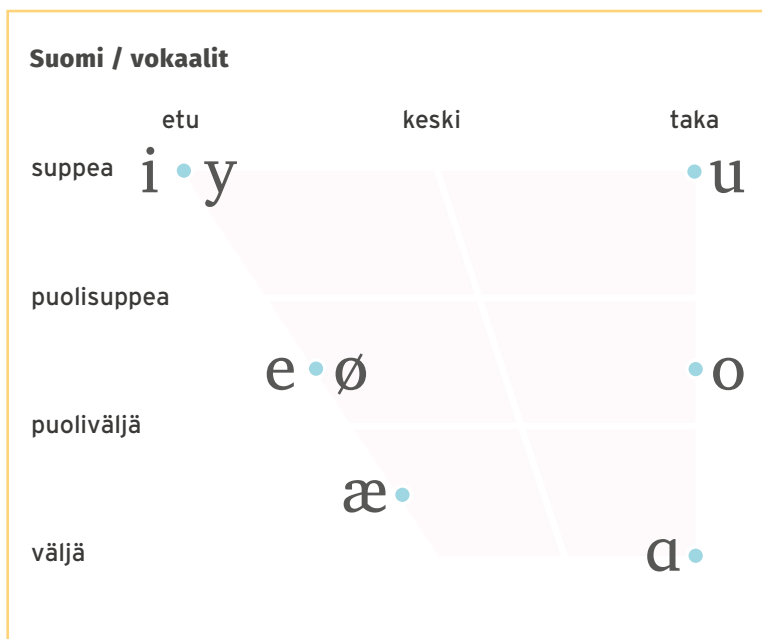 Suomi / vokaalit
etu keski taka
suppea i y u
puolisuppea
e ø o
puoliväljä
æ
väljä ɑ